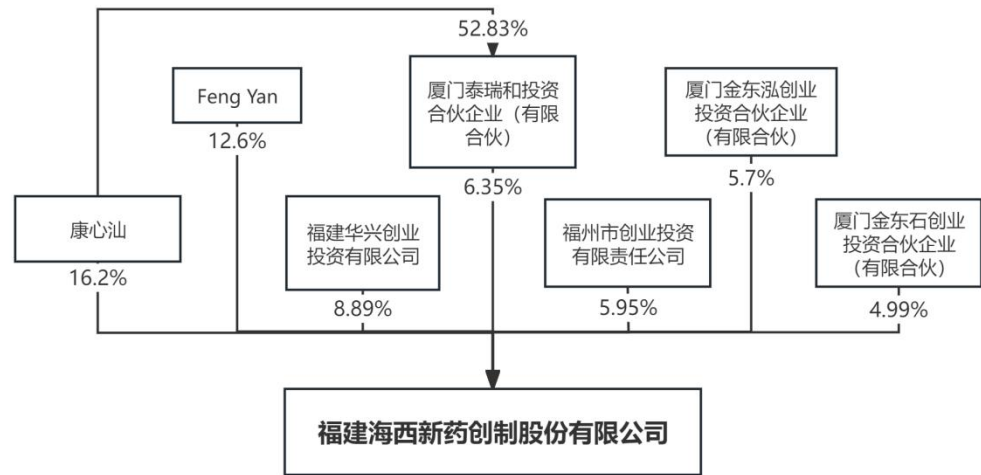 52.83%
Feng Yan
12.6%
厦门泰瑞和投资
合伙企业（有限
合伙）
6.35%
厦门金东泓创业
投资合伙企业
（有限合伙）
5.7%
康心汕
16.2%
福建华兴创业
投资有限公司
8.89%
福州市创业投资
有限责任公司
5.95%
厦门金东石创业
投资合伙企业
（有限合伙）
4.99%
福建海西新药创制股份有限公司